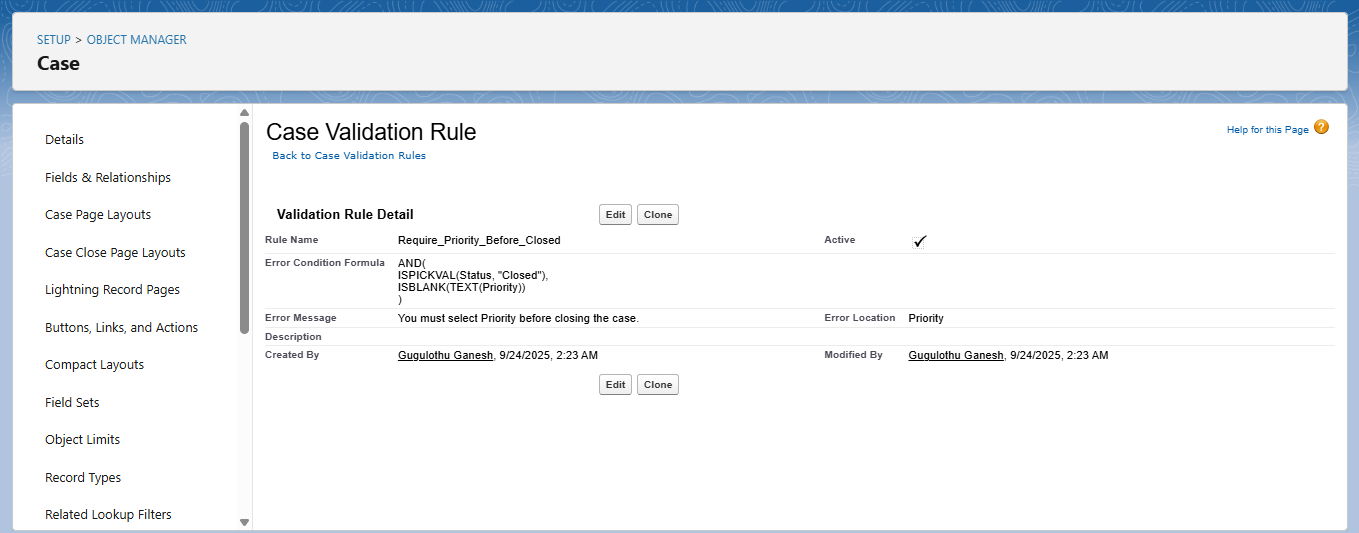 SETUP > OBJECT MANAGER
Case
Details
Fields & Relationships
Case Page Layouts
Case Close Page Layouts
Lightning Record Pages
Buttons, Links, and Actions
Compact Layouts
Field Sets
Object Limits
Record Types
Related Lookup Filters
Case Validation Rule
Help for this Page ?
Back to Case Validation Rules
Validation Rule Detail Edit Clone
Rule Name Require_Priority_Before_Closed Active
Error Condition Formula AND(
ISPICKVAL(Status, "Closed"),
ISBLANK(TEXT(Priority))
)
Error Message You must select Priority before closing the case. Error Location Priority
Description
Created By Gugulothu Ganesh, 9/24/2025, 2:23 AM Modified By Gugulothu Ganesh, 9/24/2025, 2:23 AM
Edit Clone